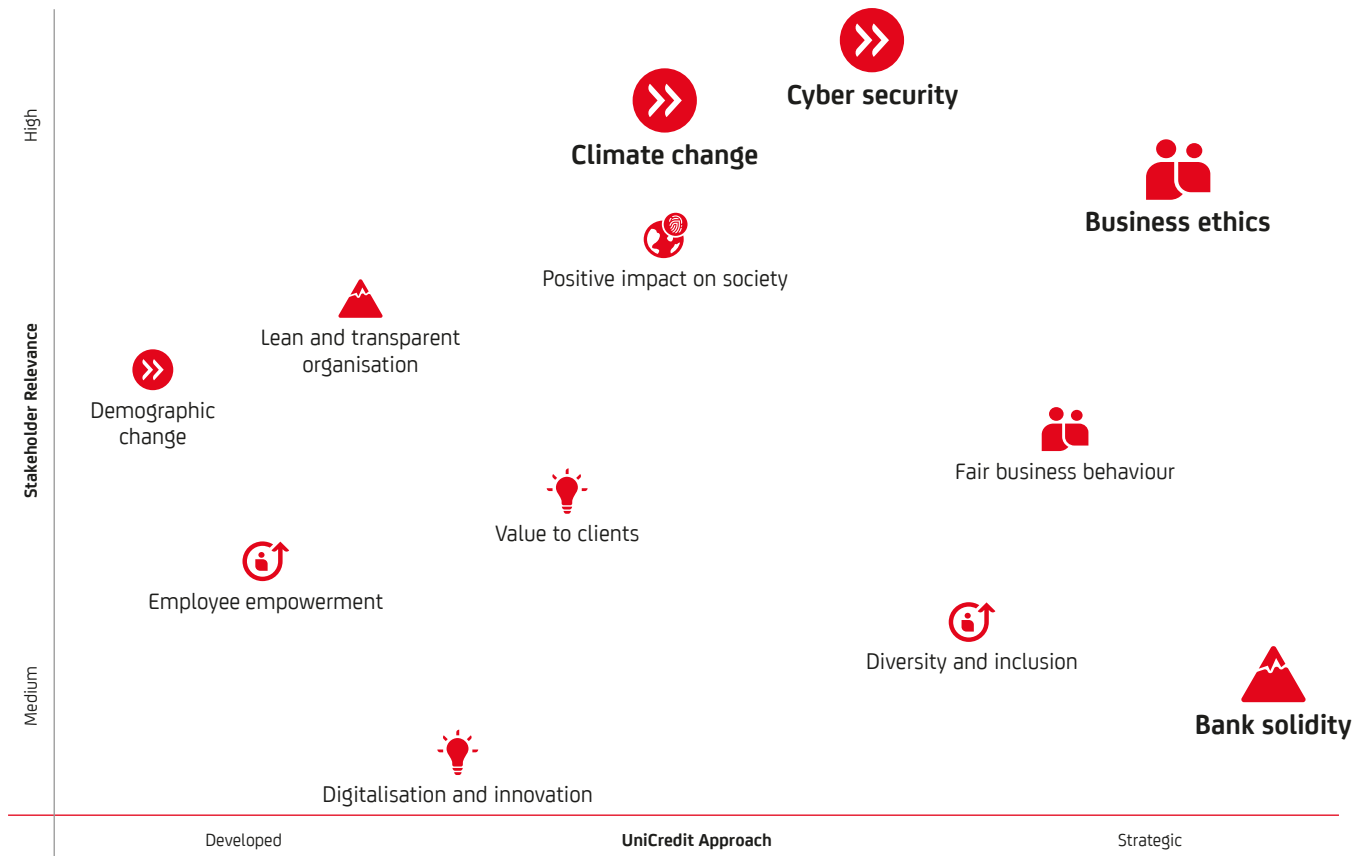 Cyber security
High
Climate change
Business ethics
Positive impact on society
Lean and transparent
organisation
Stakeholder Relevance
Demographic
change
Fair business behaviour
Value to clients
Employee empowerment
Diversity and inclusion
Medium
Bank solidity
Digitalisation and innovation
Developed
UniCredit Approach
Strategic